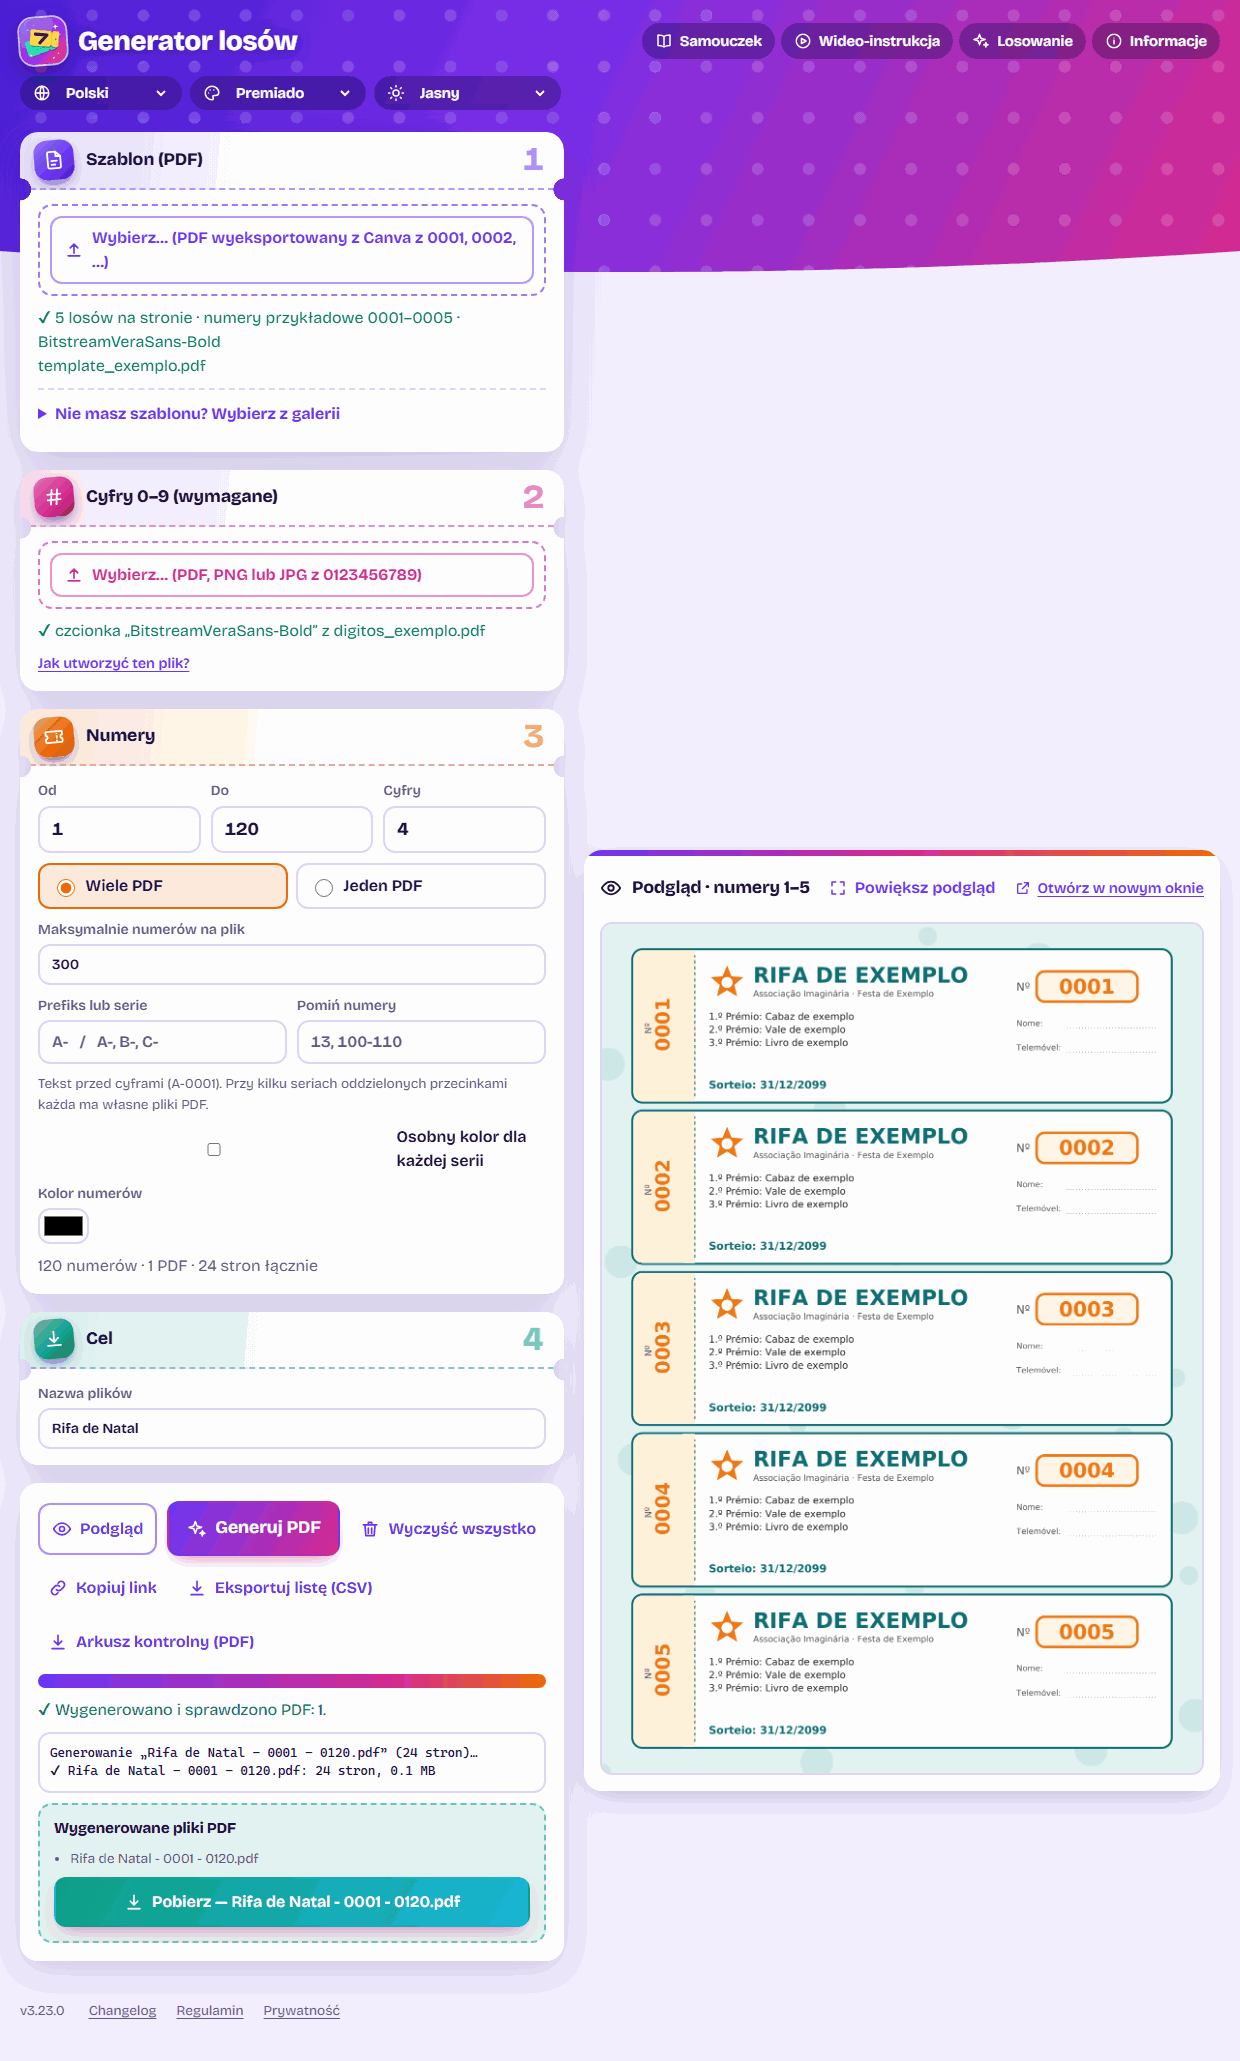 7
Generator losów
Samouczek
Wideo-instrukcja
Losowanie
Informacje
Polski
Premiado
Jasny
Szablon (PDF)
1
Wybierz... (PDF wyeksportowany z Canva z 0001, 0002,
...)
✓ 5 losów na stronie · numery przykładowe 0001–0005 ·
BitstreamVeraSans-Bold
template_exemplo.pdf
Nie masz szablonu? Wybierz z galerii
Cyfry 0–9 (wymagane)
2
Wybierz... (PDF, PNG lub JPG z 0123456789)
✓ czcionka „BitstreamVeraSans-Bold” z digitos_exemplo.pdf
Jak utworzyć ten plik?
Numery
3
Od
Do
Cyfry
1
120
4
Wiele PDF
Jeden PDF
Maksymalnie numerów na plik
300
Prefiks lub serie
Pomiń numery
A- / A-, B-, C-
13, 100-110
Tekst przed cyframi (A-0001). Przy kilku seriach oddzielonych przecinkami
każda ma własne pliki PDF.
Osobny kolor dla
każdej serii
Kolor numerów
120 numerów · 1 PDF · 24 stron łącznie
Cel
4
Nazwa plików
Rifa de Natal
Podgląd
Generuj PDF
Wyczyść wszystko
Kopiuj link
Eksportuj listę (CSV)
Arkusz kontrolny (PDF)
✓ Wygenerowano i sprawdzono PDF: 1.
Generowanie „Rifa de Natal – 0001 – 0120.pdf” (24 stron)…
✓ Rifa de Natal – 0001 – 0120.pdf: 24 stron, 0.1 MB
Wygenerowane pliki PDF
• Rifa de Natal - 0001 - 0120.pdf
Pobierz — Rifa de Natal - 0001 - 0120.pdf
v3.23.0
Changelog
Regulamin
Prywatność
Podgląd · numery 1–5
Powiększ podgląd
Otwórz w nowym oknie
Nº 0001
RIFA DE EXEMPLO
Associação Imaginária · Festa de Exemplo
1.º Prémio: Cabaz de exemplo
2.º Prémio: Vale de exemplo
3.º Prémio: Livro de exemplo
Sorteio: 31/12/2099
Nº 0001
Nome:
Telemóvel:
Nº 0002
RIFA DE EXEMPLO
Associação Imaginária · Festa de Exemplo
1.º Prémio: Cabaz de exemplo
2.º Prémio: Vale de exemplo
3.º Prémio: Livro de exemplo
Sorteio: 31/12/2099
Nº 0002
Nome:
Telemóvel:
Nº 0003
RIFA DE EXEMPLO
Associação Imaginária · Festa de Exemplo
1.º Prémio: Cabaz de exemplo
2.º Prémio: Vale de exemplo
3.º Prémio: Livro de exemplo
Sorteio: 31/12/2099
Nº 0003
Nome:
Telemóvel:
Nº 0004
RIFA DE EXEMPLO
Associação Imaginária · Festa de Exemplo
1.º Prémio: Cabaz de exemplo
2.º Prémio: Vale de exemplo
3.º Prémio: Livro de exemplo
Sorteio: 31/12/2099
Nº 0004
Nome:
Telemóvel:
Nº 0005
RIFA DE EXEMPLO
Associação Imaginária · Festa de Exemplo
1.º Prémio: Cabaz de exemplo
2.º Prémio: Vale de exemplo
3.º Prémio: Livro de exemplo
Sorteio: 31/12/2099
Nº 0005
Nome:
Telemóvel: